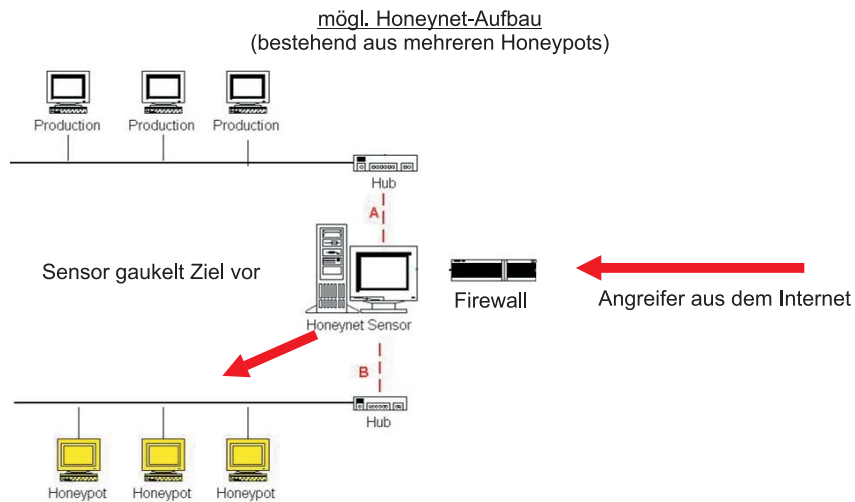 mögl. Honeynet-Aufbau
(bestehend aus mehreren Honeypots)
Production Production Production
Hub
A
Sensor gaukelt Ziel vor
Firewall
Angreifer aus dem Internet
Honeynet Sensor
B
Hub
Honeypot Honeypot Honeypot